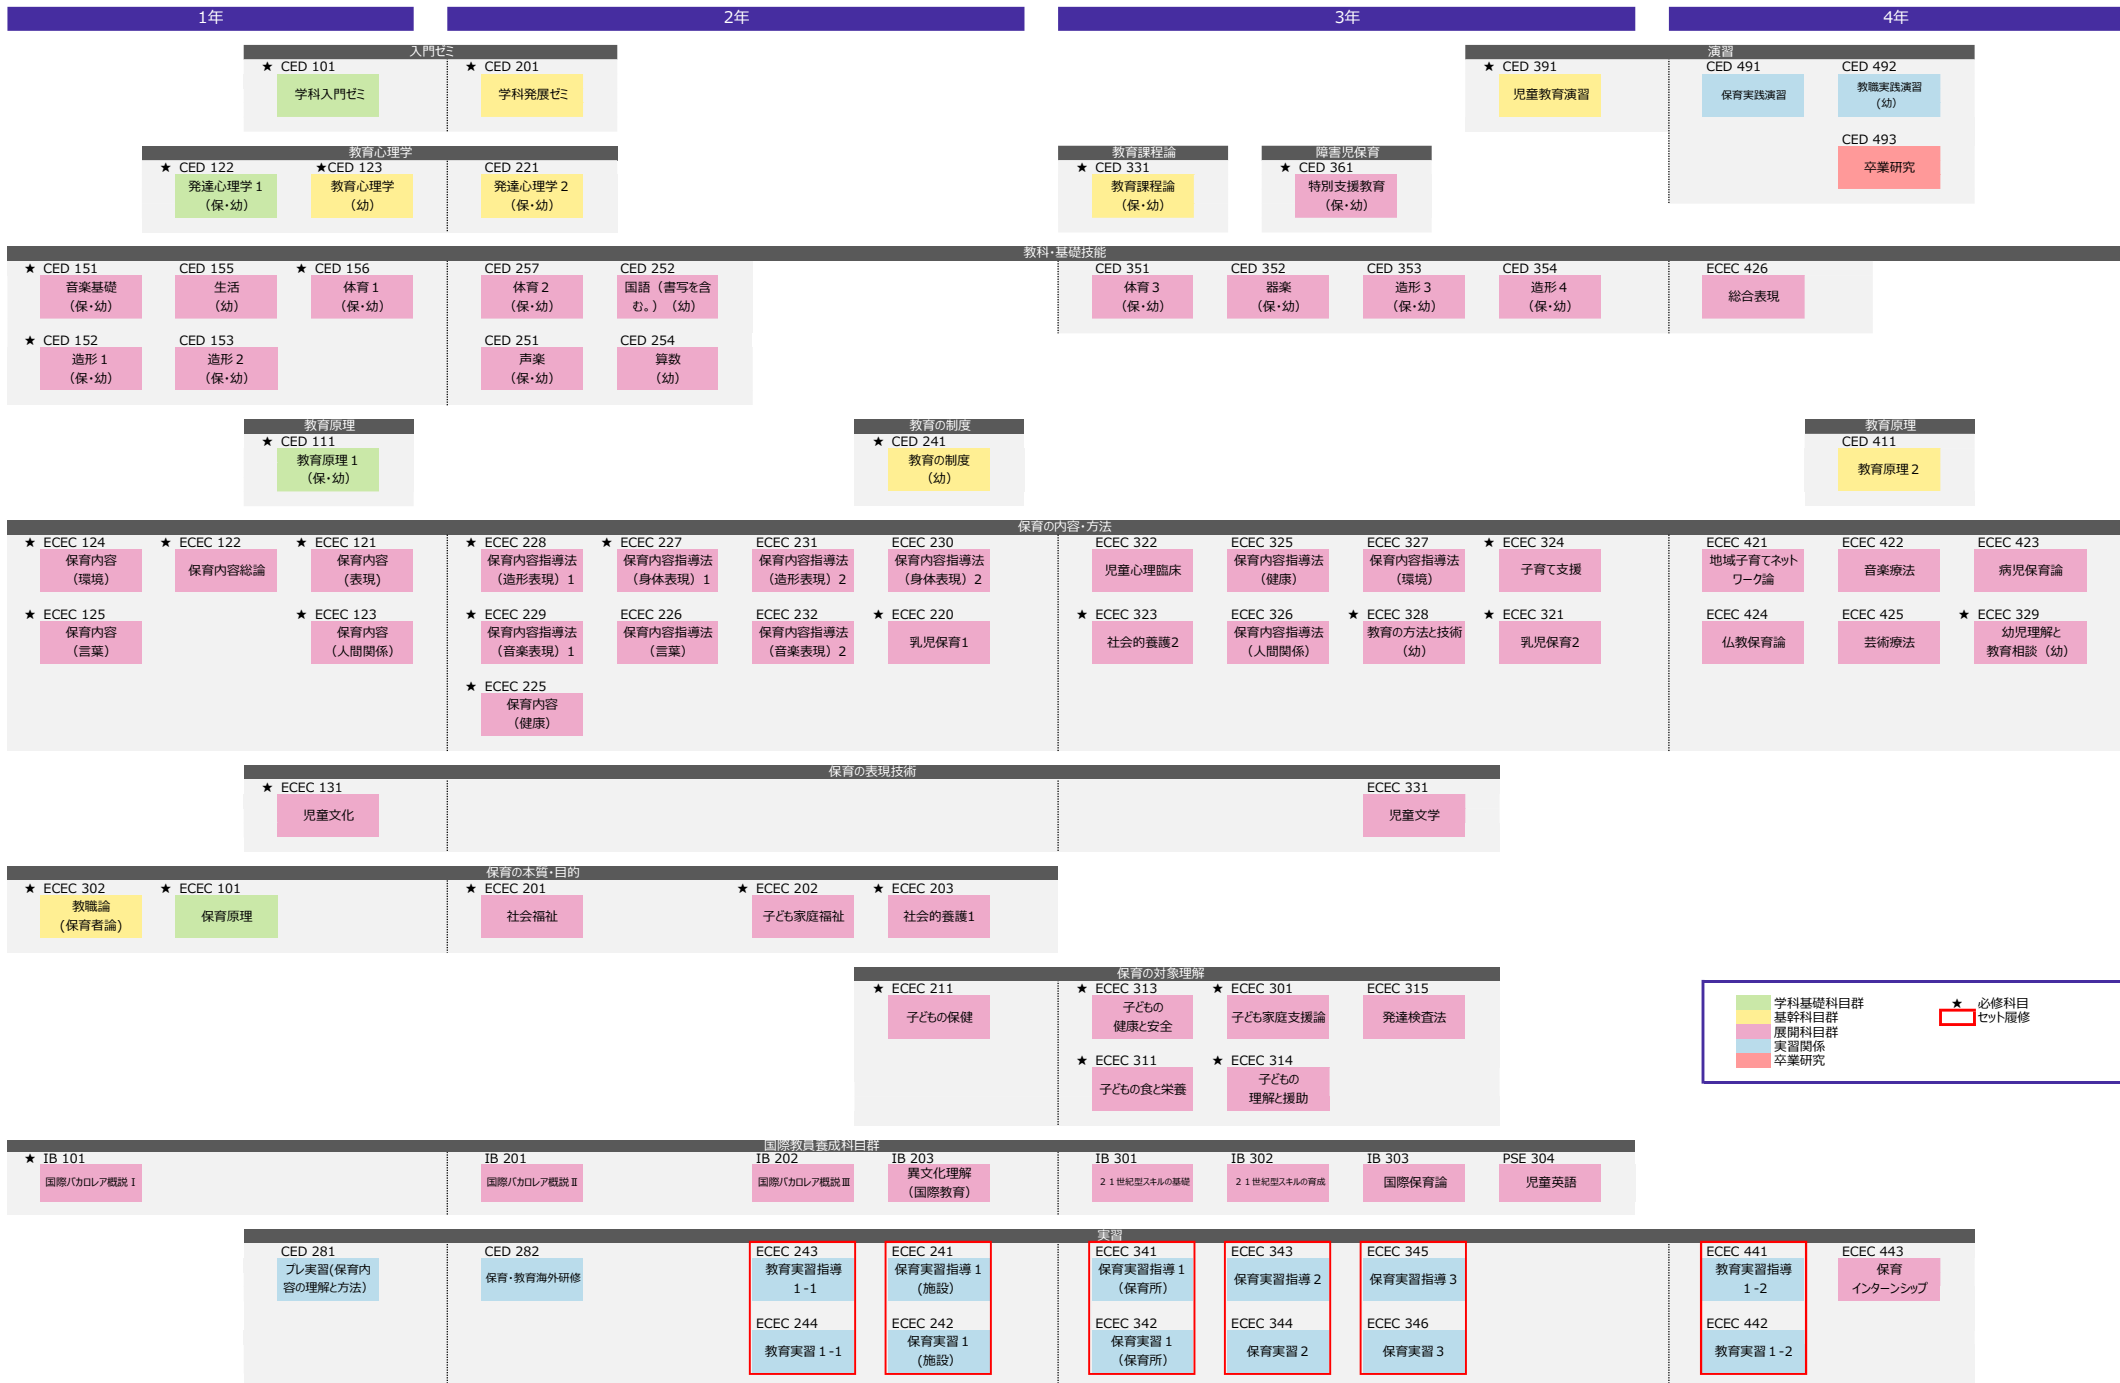 1年
2年
3年
4年
入門ゼミ
演習
★ CED 101
★ CED 201
★ CED 391
CED 491
CED 492
学科入門ゼミ
学科発展ゼミ
児童教育演習
保育実践演習
教職実践演習
(幼)
CED 493
卒業研究
教育心理学
教育課程論
障害児保育
★ CED 122
★CED 123
CED 221
★ CED 331
★ CED 361
発達心理学1
(保・幼)
教育心理学
(幼)
発達心理学2
(保・幼)
教育課程論
(保・幼)
特別支援教育
(保・幼)
教科・基礎技能
★ CED 151
CED 155
★ CED 156
CED 257
CED 252
CED 351
CED 352
CED 353
CED 354
ECEC 426
音楽基礎
(保・幼)
生活
(幼)
体育1
(保・幼)
体育2
(保・幼)
国語（書写を含
む。）（幼）
体育3
(保・幼)
器楽
(保・幼)
造形3
(保・幼)
造形4
(保・幼)
総合表現
★ CED 152
CED 153
CED 251
CED 254
造形1
(保・幼)
造形2
(保・幼)
声楽
(保・幼)
算数
(幼)
教育原理
教育の制度
教育原理
★ CED 111
★ CED 241
CED 411
教育原理1
(保・幼)
教育の制度
(幼)
教育原理2
保育の内容・方法
★ ECEC 124
★ ECEC 122
★ ECEC 121
★ ECEC 228
★ ECEC 227
ECEC 231
ECEC 230
ECEC 322
ECEC 325
ECEC 327
★ ECEC 324
ECEC 421
ECEC 422
ECEC 423
保育内容
（環境）
保育内容総論
保育内容
(表現)
保育内容指導法
（造形表現）1
保育内容指導法
（身体表現）1
保育内容指導法
（造形表現）2
保育内容指導法
（身体表現）2
児童心理臨床
保育内容指導法
（健康）
保育内容指導法
（環境）
子育て支援
地域子育てネット
ワーク論
音楽療法
病児保育論
★ ECEC 125
★ ECEC 123
★ ECEC 229
ECEC 226
ECEC 232
★ ECEC 220
★ ECEC 323
ECEC 326
★ ECEC 328
★ ECEC 321
ECEC 424
ECEC 425
★ ECEC 329
保育内容
（言葉）
保育内容
（人間関係）
保育内容指導法
（音楽表現）1
保育内容指導法
（言葉）
保育内容指導法
（音楽表現）2
乳児保育1
社会的養護2
保育内容指導法
（人間関係）
教育の方法と技術
(幼)
乳児保育2
仏教保育論
芸術療法
幼児理解と
教育相談（幼）
★ ECEC 225
保育内容
（健康）
保育の表現技術
★ ECEC 131
ECEC 331
児童文化
児童文学
保育の本質・目的
★ ECEC 302
★ ECEC 101
★ ECEC 201
★ ECEC 202
★ ECEC 203
教職論
(保育者論)
保育原理
社会福祉
子ども家庭福祉
社会的養護1
保育の対象理解
★ ECEC 211
★ ECEC 313
★ ECEC 301
ECEC 315
子どもの保健
子どもの
健康と安全
子ども家庭支援論
発達検査法
★ ECEC 311
★ ECEC 314
子どもの食と栄養
子どもの
理解と援助
学科基礎科目群
基幹科目群
展開科目群
実習関係
卒業研究
★ 必修科目
セット履修
国際教員養成科目群
★ IB 101
IB 201
IB 202
IB 203
IB 301
IB 302
IB 303
PSE 304
国際バカロレア概説Ⅰ
国際バカロレア概説Ⅱ
国際バカロレア概説Ⅲ
異文化理解
（国際教育）
21世紀型スキルの基礎
21世紀型スキルの育成
国際保育論
児童英語
実習
CED 281
CED 282
ECEC 243
ECEC 241
ECEC 341
ECEC 343
ECEC 345
ECEC 441
ECEC 443
プレ実習(保育内
容の理解と方法)
保育・教育海外研修
教育実習指導
1-1
保育実習指導1
(施設)
保育実習指導1
（保育所）
保育実習指導2
保育実習指導3
教育実習指導
1-2
保育
インターンシップ
ECEC 244
ECEC 242
ECEC 342
ECEC 344
ECEC 346
ECEC 442
教育実習1-1
保育実習1
(施設)
保育実習1
（保育所）
保育実習2
保育実習3
教育実習1-2